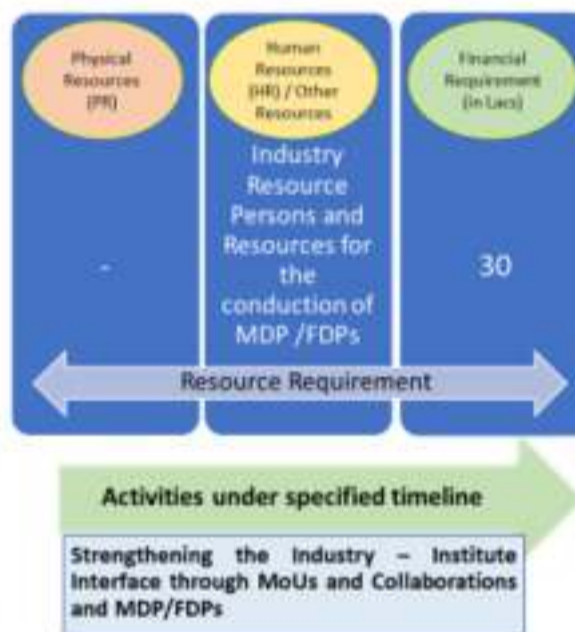 Physical
Resources
(PR)
Human
Resources
(HR) / Other
Resources
Financial
Requirement
(in Lacs)
-
Industry
Resource
Persons and
Resources for
the
conduction of
MDP /FDPs
30
Resource Requirement
Activities under specified timeline
Strengthening the Industry – Institute
Interface through MoUs and Collaborations
and MDP/FDPs